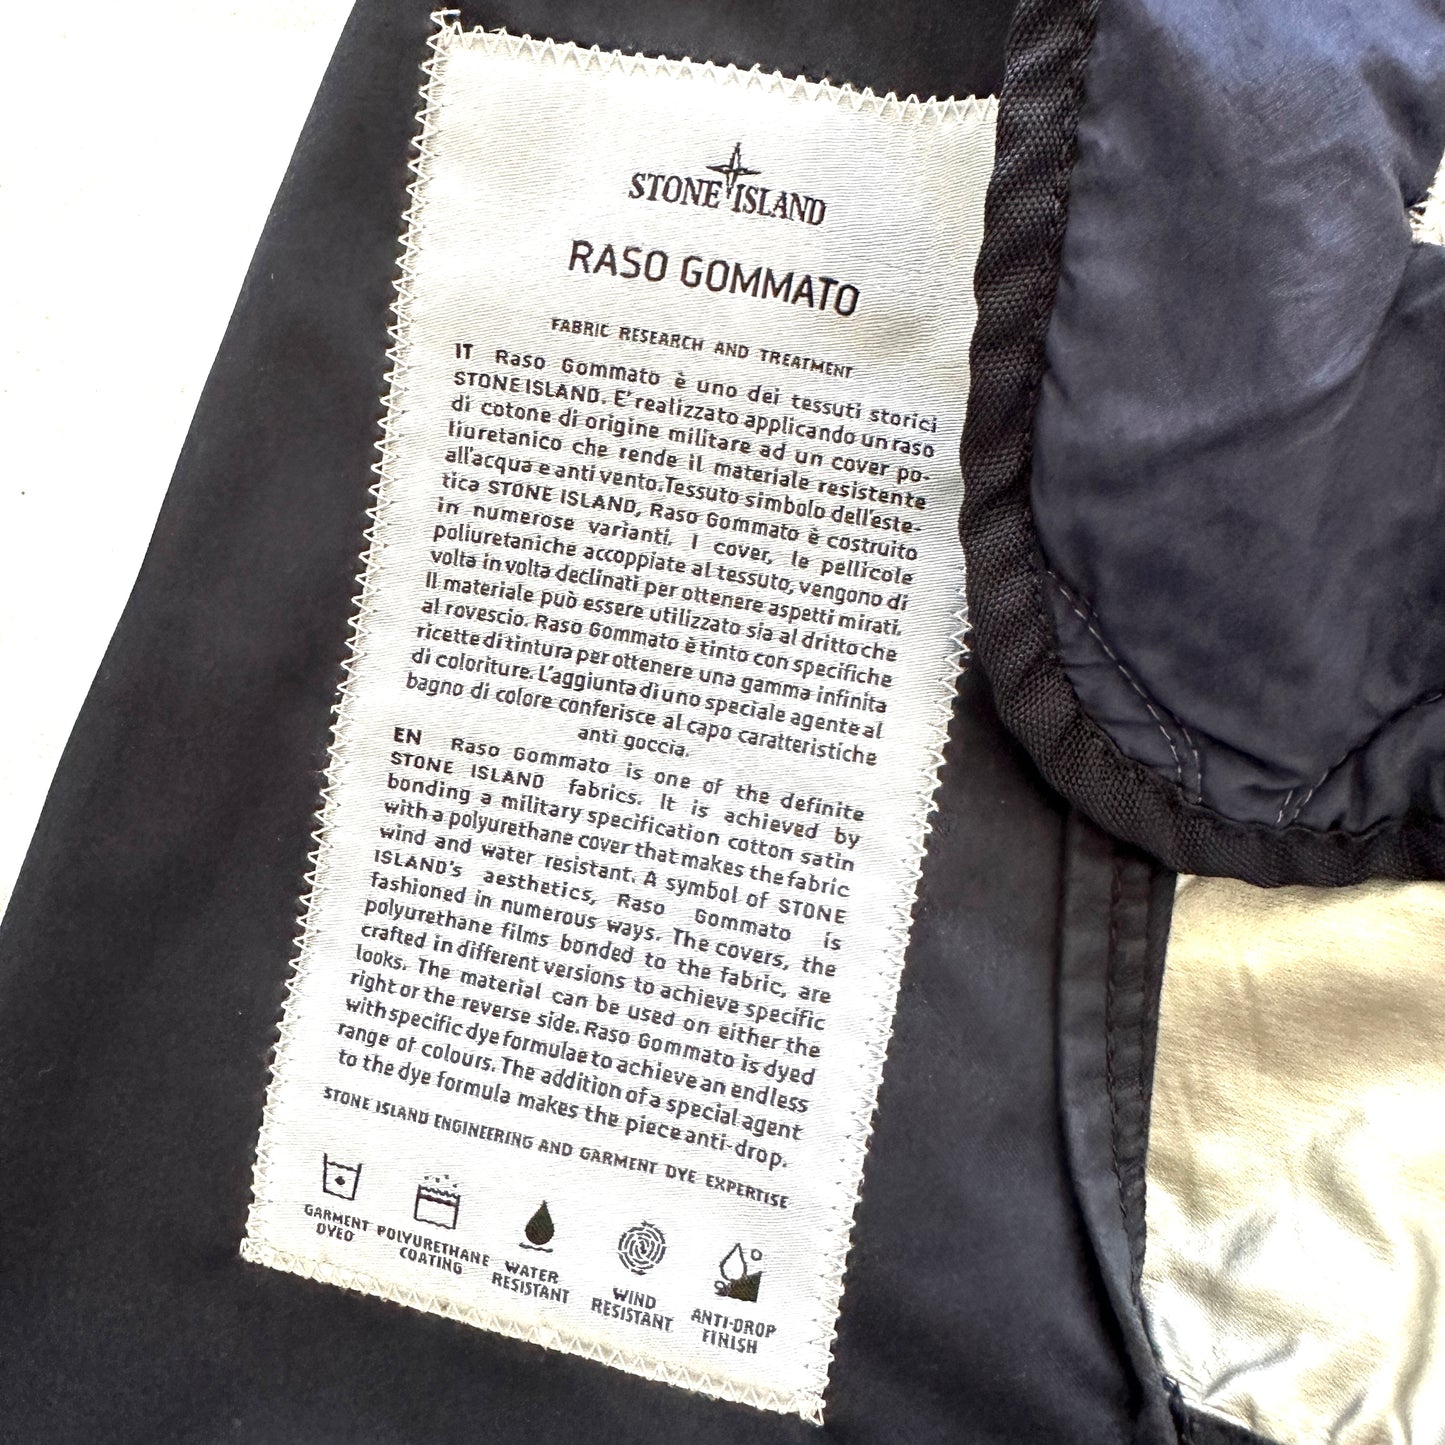 STONE ISLAND
RASO GOMMATO
FABRIC RESEARCH AND TREATMENT
IT Raso Gommato è uno dei tessuti storici
STONE ISLAND. E' realizzato applicando un raso
di cotone di origine militare ad un cover po-
liuretanico che rende il materiale resistente
all'acqua e anti vento. Tessuto simbolo dell'este-
tica STONE ISLAND, Raso Gommato è costruito
in numerose varianti. I cover, le pellicole
poliuretaniche accoppiate al tessuto, vengono di
volta in volta declinati per ottenere aspetti mirati.
Il materiale può essere utilizzato sia al dritto che
al rovescio. Raso Gommato è tinto con specifiche
ricette di tintura per ottenere una gamma infinita
di coloriture. L'aggiunta di uno speciale agente al
bagno di colore conferisce al capo caratteristiche
anti goccia.
EN Raso Gommato is one of the definite
STONE ISLAND fabrics. It is achieved by
bonding a military specification cotton satin
with a polyurethane cover that makes the fabric
wind and water resistant. A symbol of STONE
ISLAND's aesthetics, Raso Gommato is
fashioned in numerous ways. The covers, the
polyurethane films bonded to the fabric, are
crafted in different versions to achieve specific
looks. The material can be used on either the
right or the reverse side. Raso Gommato is dyed
with specific dye formulae to achieve an endless
range of colours. The addition of a special agent
to the dye formula makes the piece anti-drop.
STONE ISLAND ENGINEERING AND GARMENT DYE EXPERTISE
GARMENT
DYED
POLYURETHANE
COATING
WATER
RESISTANT
WIND
RESISTANT
ANTI-DROP
FINISH